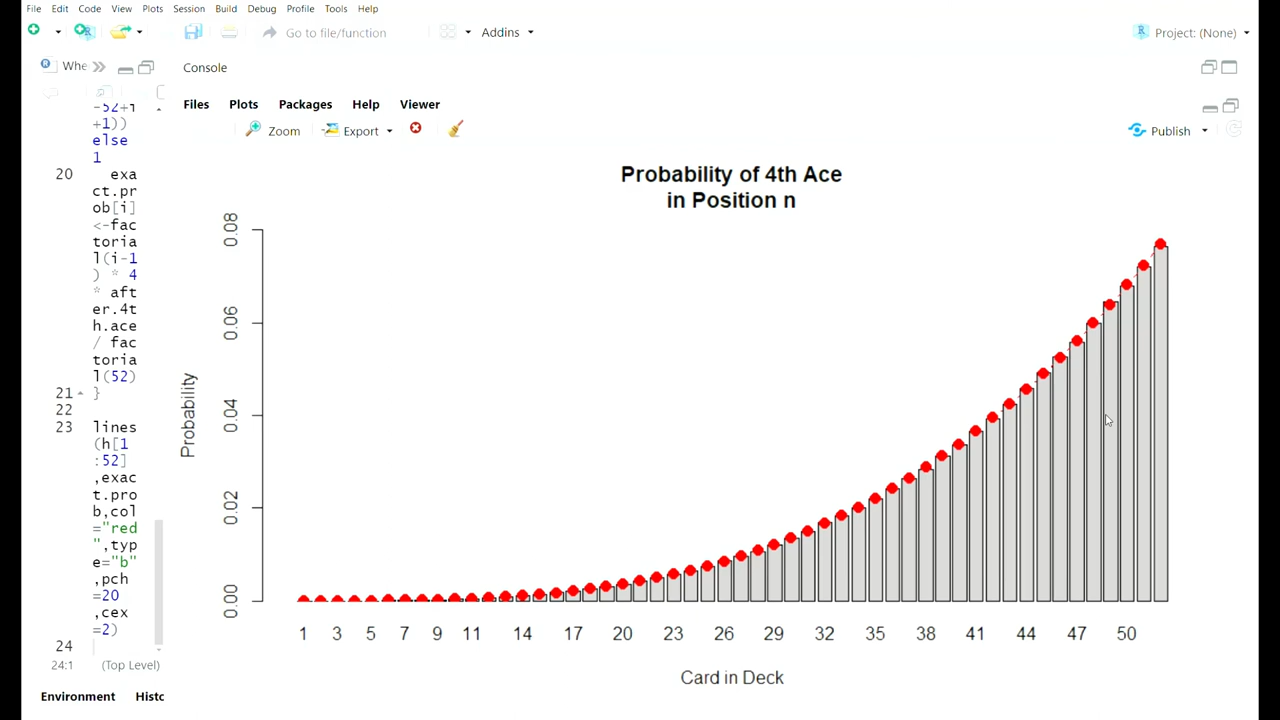 File Edit Code View Plots Session Build Debug Profile Tools Help
Go to file/function Addins Project: (None)
Whe
Console
Files Plots Packages Help Viewer
Zoom Export Publish
+1))
else
1
20 exa
ct.pr
ob[i]
<-fac
toria
l(i-1
) * 4
* aft
er.4t
h.ace
/ fac
toria
l(52)
21 }
22
23 lines
(h[1
:52]
,exac
t.pro
b,col
="red
",typ
e="b"
,pch
=20
,cex
=2)
24
24:1 (Top Level)
Environment Histo
Probability of 4th Ace
in Position n
Probability
0.08
0.06
0.04
0.02
0.00
1 3 5 7 9 11 14 17 20 23 26 29 32 35 38 41 44 47 50
Card in Deck